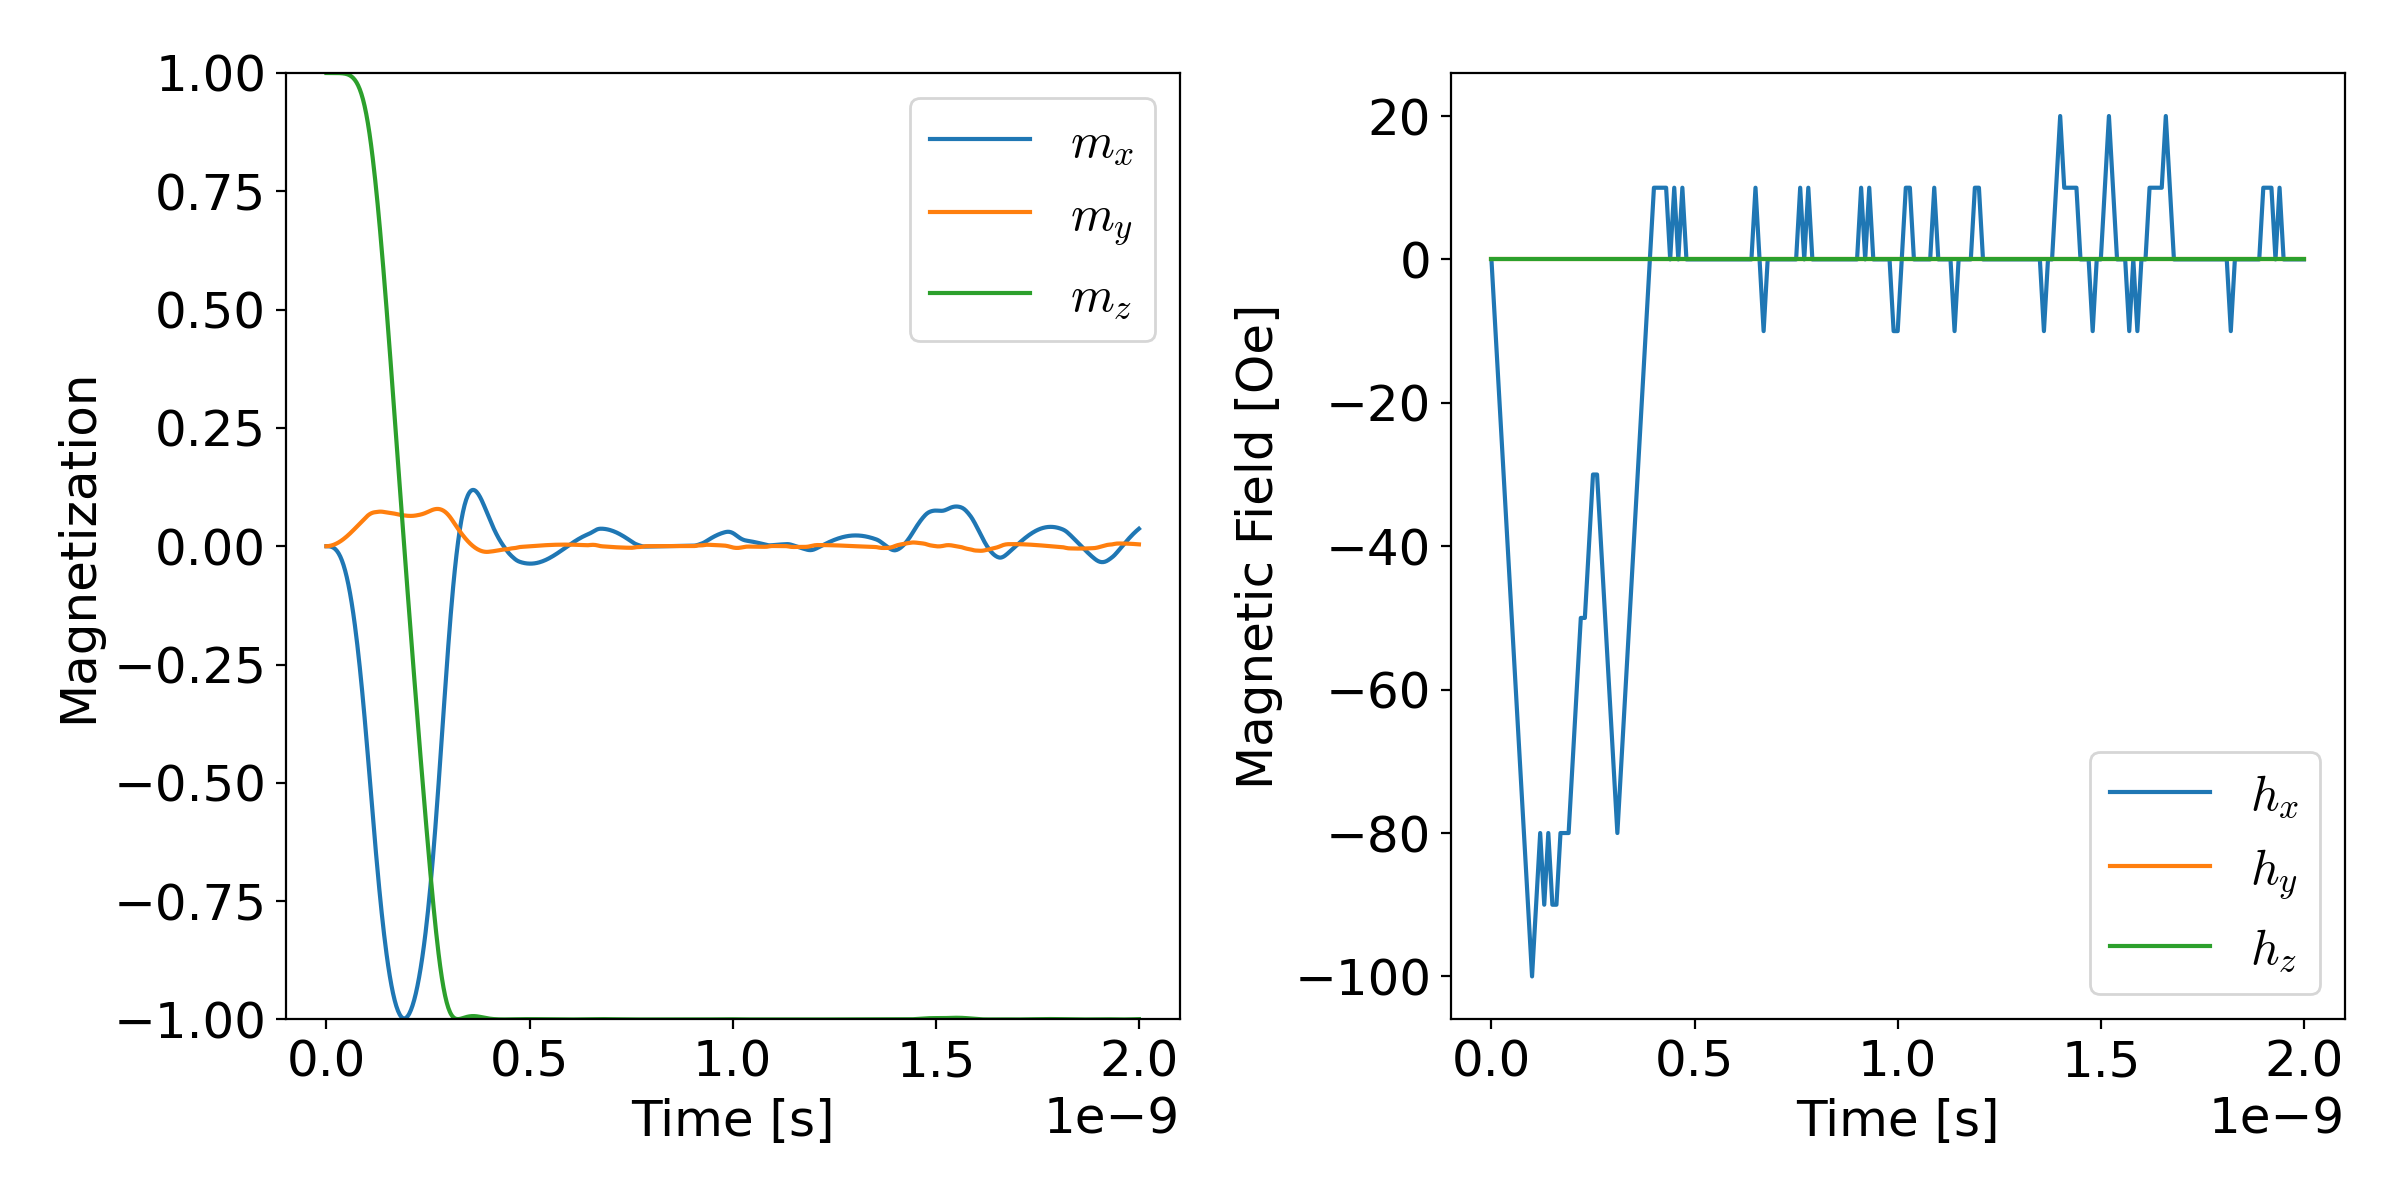 1.00
0.75
0.50
0.25
0.00
−0.25
−0.50
−0.75
−1.00
Magnetization
0.0 0.5 1.0 1.5 2.0
Time [s]
1e−9
m_x
m_y
m_z
20
0
−20
−40
−60
−80
−100
Magnetic Field [Oe]
0.0 0.5 1.0 1.5 2.0
Time [s]
1e−9
h_x
h_y
h_z